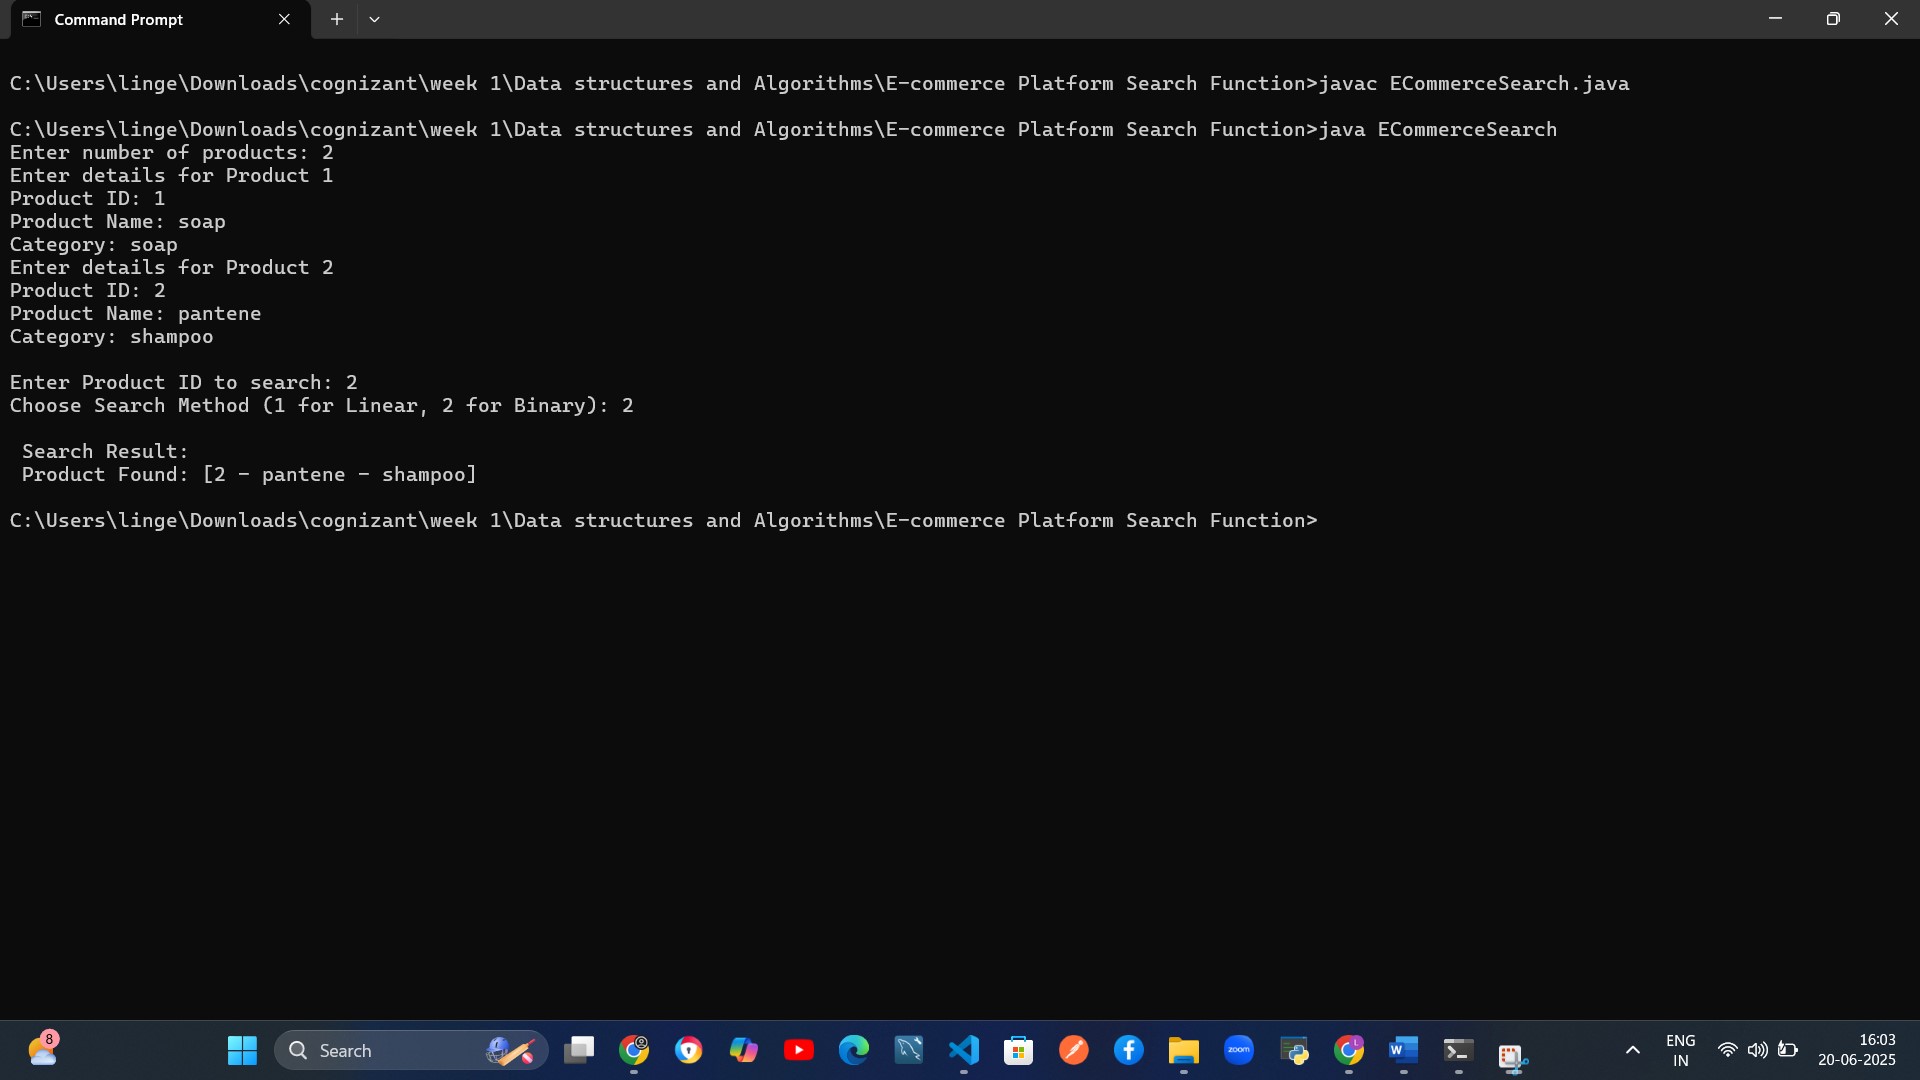 Command Prompt
C:\Users\linge\Downloads\cognizant\week 1\Data structures and Algorithms\E-commerce Platform Search Function>javac ECommerceSearch.java
C:\Users\linge\Downloads\cognizant\week 1\Data structures and Algorithms\E-commerce Platform Search Function>java ECommerceSearch
Enter number of products: 2
Enter details for Product 1
Product ID: 1
Product Name: soap
Category: soap
Enter details for Product 2
Product ID: 2
Product Name: pantene
Category: shampoo
Enter Product ID to search: 2
Choose Search Method (1 for Linear, 2 for Binary): 2
Search Result:
Product Found: [2 - pantene - shampoo]
C:\Users\linge\Downloads\cognizant\week 1\Data structures and Algorithms\E-commerce Platform Search Function>
8
Search
zoom
L
W
ENG
IN
16:03
20-06-2025